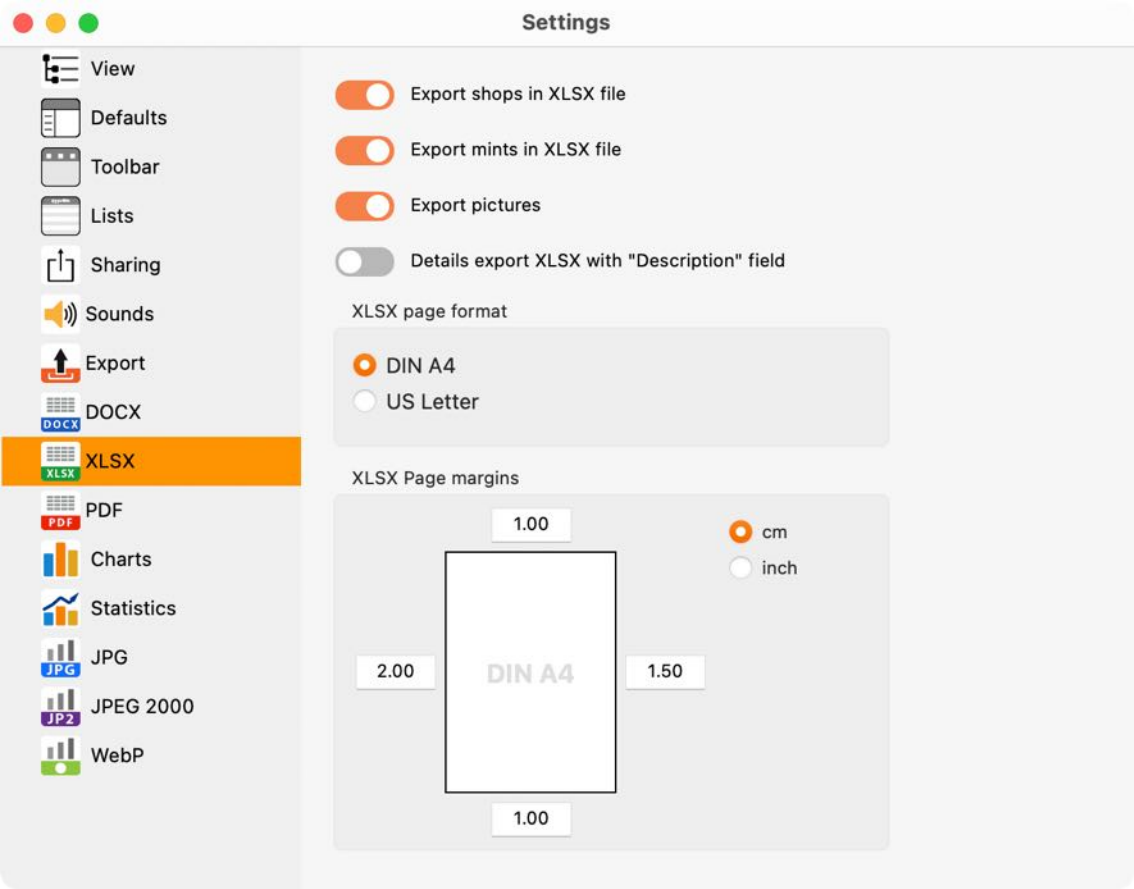 Settings
View
Defaults
Toolbar
Lists
Sharing
Sounds
Export
DOCX
DOCX
XLSX
XLSX
PDF
PDF
Charts
Statistics
JPG
JPG
JP2
JPEG 2000
WebP
Export shops in XLSX file
Export mints in XLSX file
Export pictures
Details export XLSX with "Description" field
XLSX page format
DIN A4
US Letter
XLSX Page margins
1.00
cm
inch
2.00
DIN A4
1.50
1.00